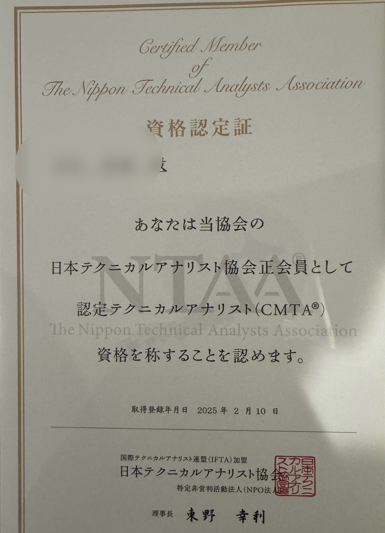 Certified Member
of
The Nippon Technical Analysts Association
資格認定証
あなたは当協会の
日本テクニカルアナリスト協会正会員として
NTAA®
認定テクニカルアナリスト(CMTA®)
The Nippon Technical Analysts Association
資格を称することを認めます。
取得登録年月日 2025年 2月10日
国際テクニカルアナリスト連盟(IFTA)加盟
日本テクニカルアナリスト協会
特定非営利活動法人(NPO法
理事長 東野 幸利